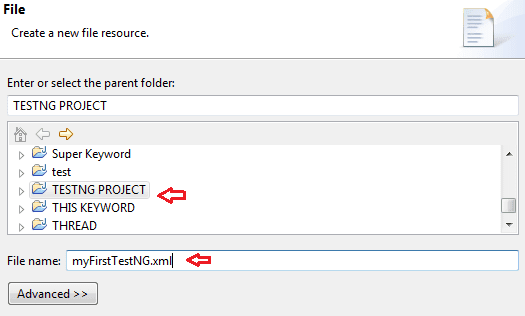 File
Create a new file resource.
Enter or select the parent folder:
TESTNG PROJECT
Super Keyword
test
TESTNG PROJECT
THIS KEYWORD
THREAD
File name: myFirstTestNG.xml
Advanced >>